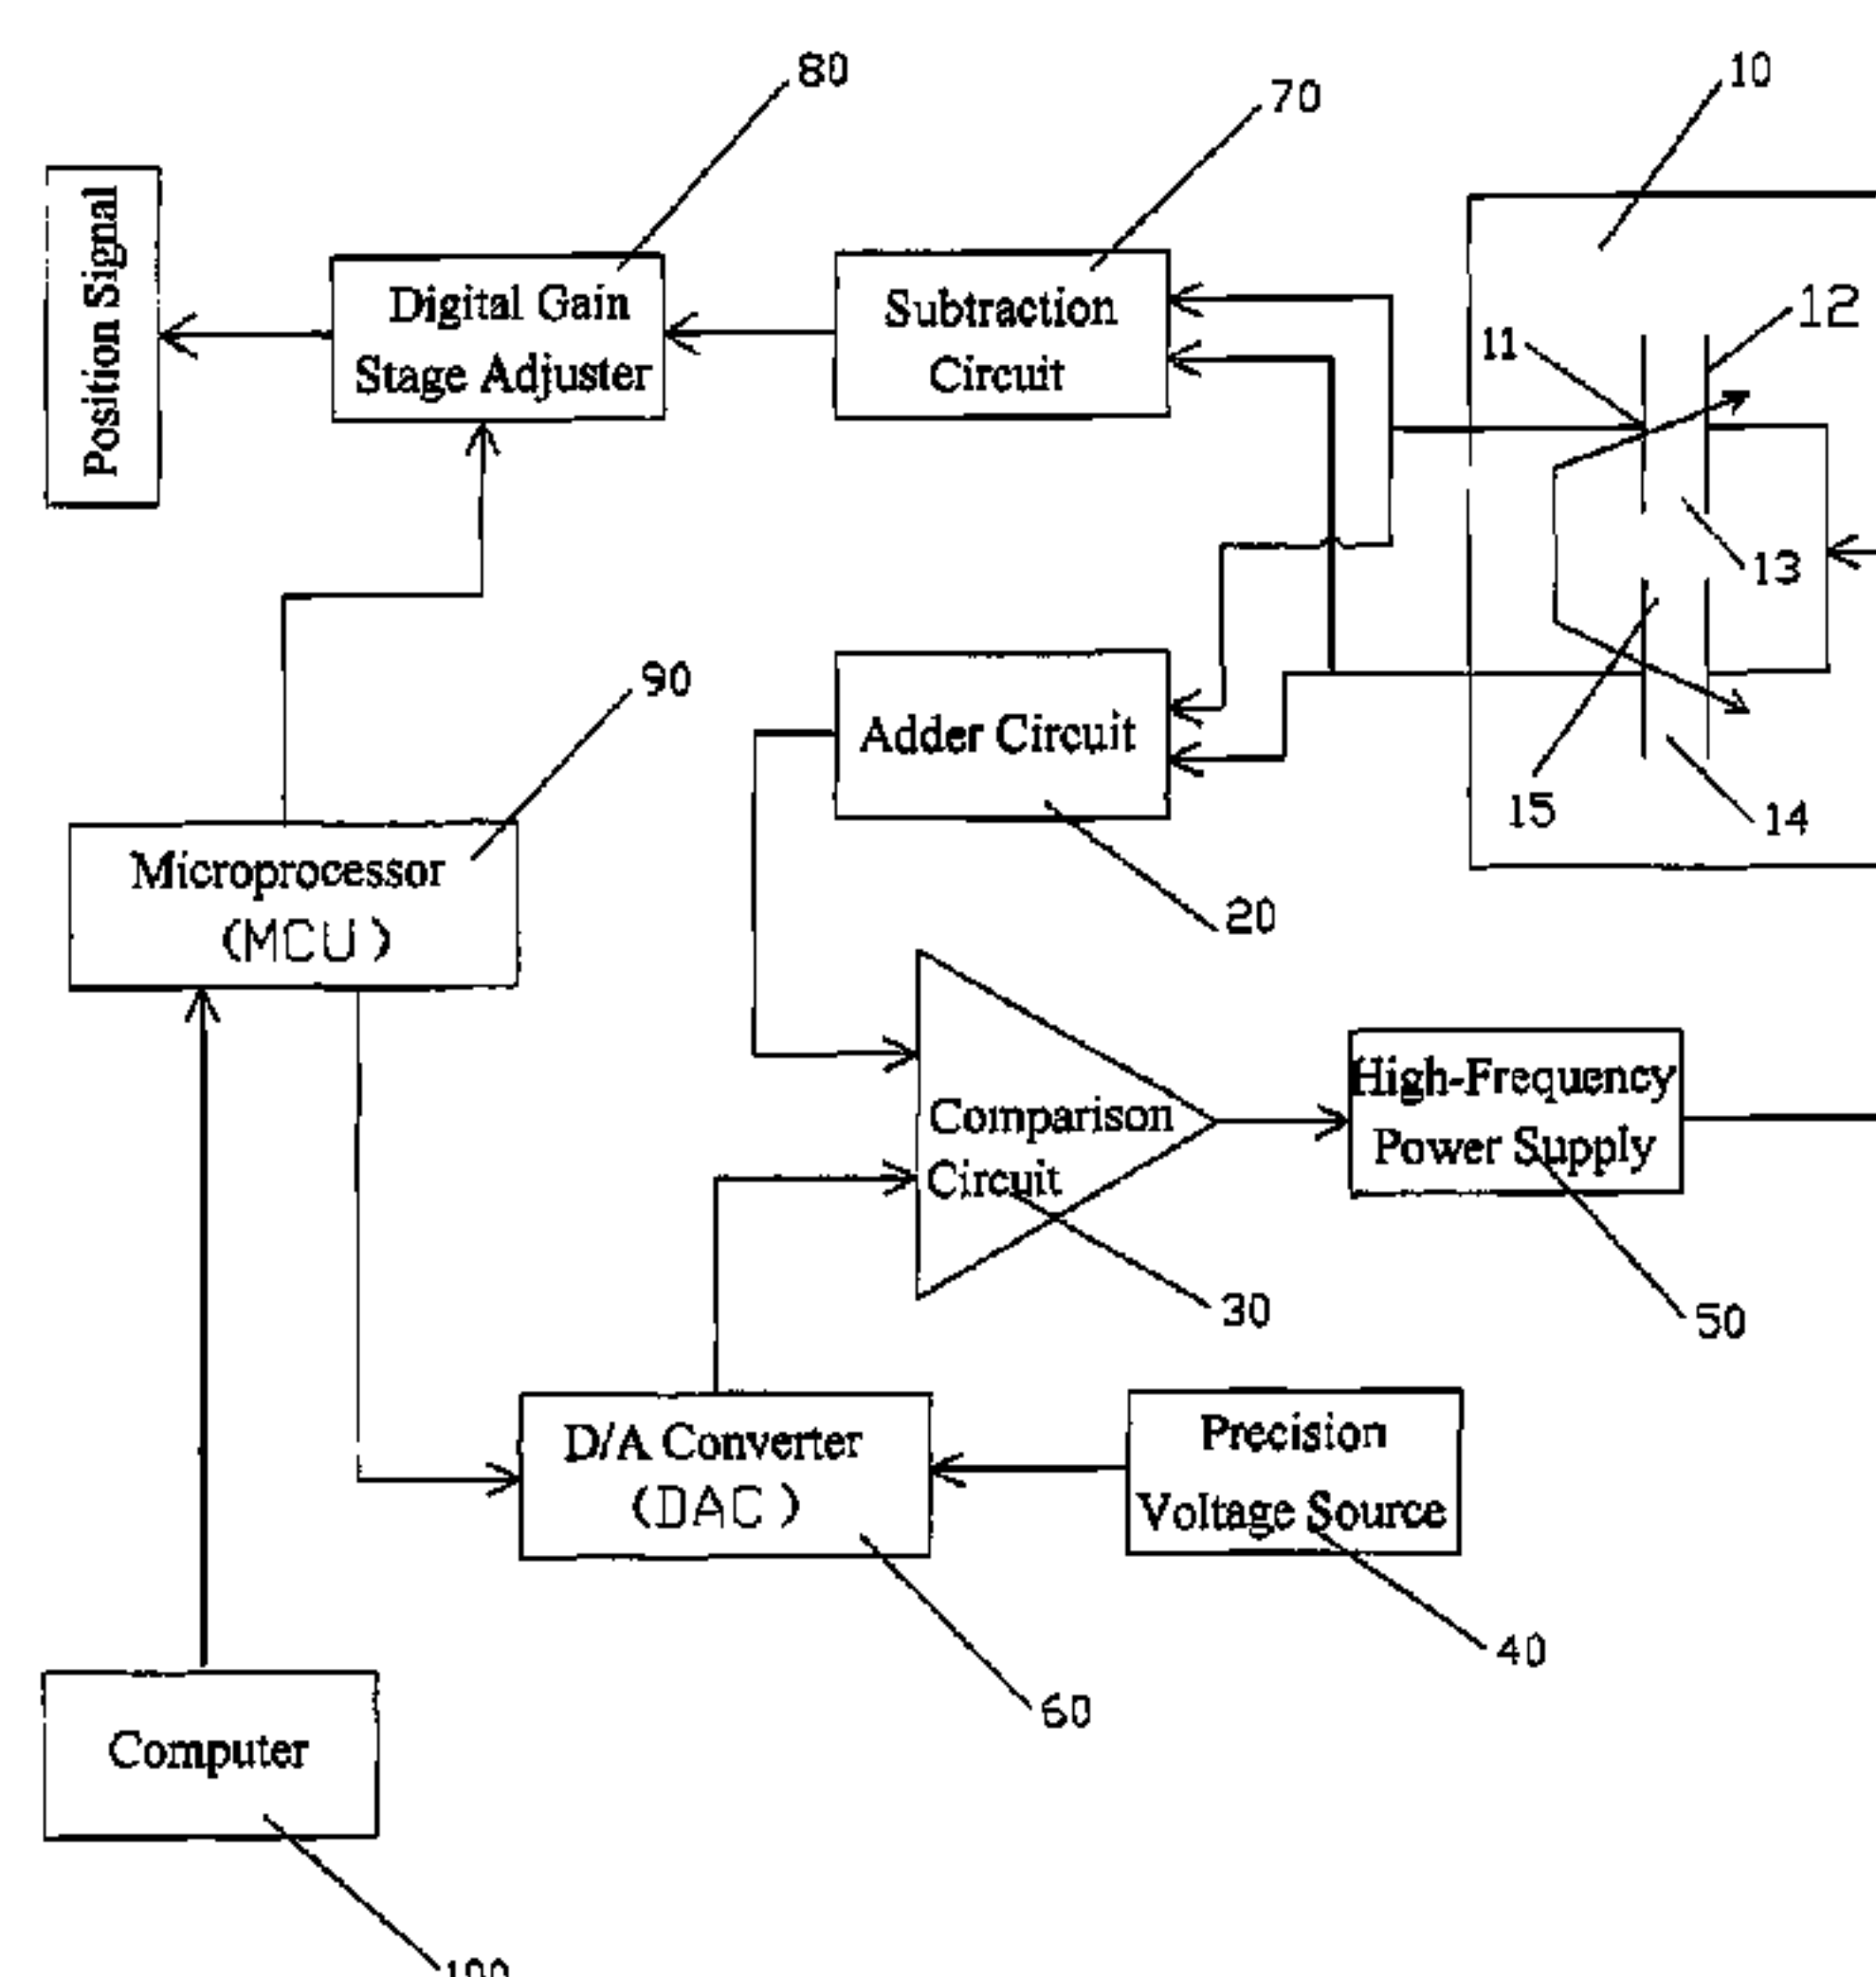 80
70
10
Position Signal
Digital Gain
Stage Adjuster
Subtraction
Circuit
11
12
13
15
14
90
Adder Circuit
20
Microprocessor
(MCU)
Comparison
Circuit
30
High-Frequency
Power Supply
50
D/A Converter
(DAC)
Precision
Voltage Source
40
60
Computer
100